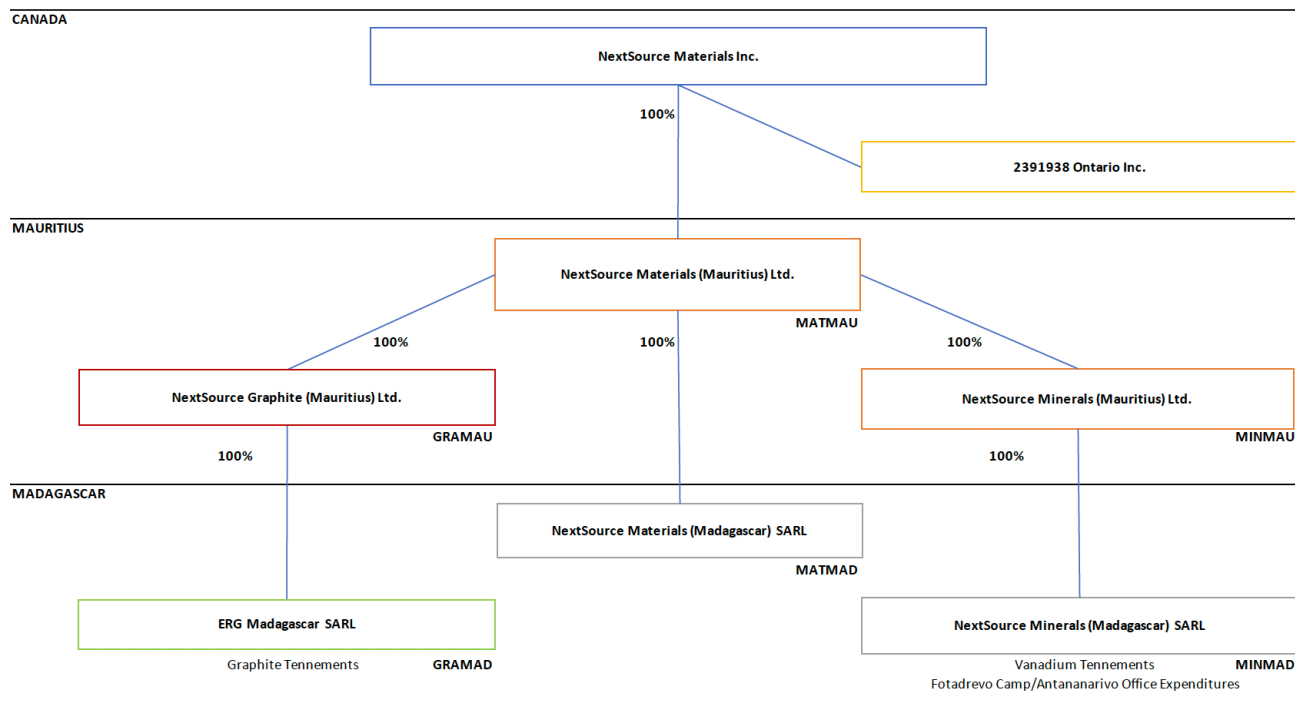 CANADA
NextSource Materials Inc.
100%
2391938 Ontario Inc.
MAURITIUS
NextSource Materials (Mauritius) Ltd.
MATMAU
100%
100%
100%
NextSource Graphite (Mauritius) Ltd.
NextSource Minerals (Mauritius) Ltd.
GRAMAU
MINMAU
100%
100%
MADAGASCAR
NextSource Materials (Madagascar) SARL
MATMAD
ERG Madagascar SARL
NextSource Minerals (Madagascar) SARL
Graphite Tennements
GRAMAD
Vanadium Tennements
MINMAD
Fotadrevo Camp/Antananarivo Office Expenditures